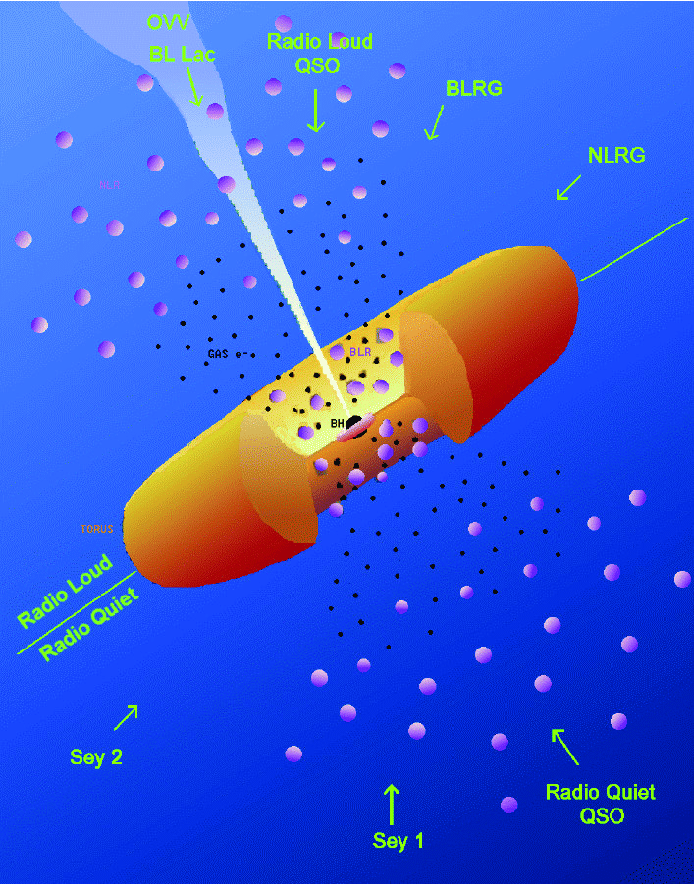 OVV
BL Lac
Radio Loud
QSO
BLRG
NLRG
NLR
GAS e-
BLR
BH
TORUS
Radio Loud
Radio Quiet
Sey 2
Sey 1
Radio Quiet
QSO